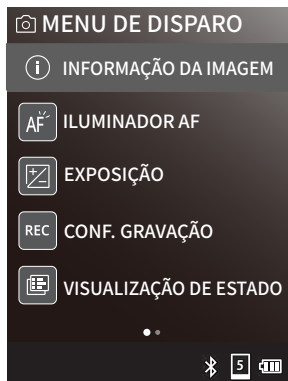 MENU DE DISPARO
INFORMAÇÃO DA IMAGEM
AF ILUMINADOR AF
EXPOSIÇÃO
REC CONF. GRAVAÇÃO
VISUALIZAÇÃO DE ESTADO
5